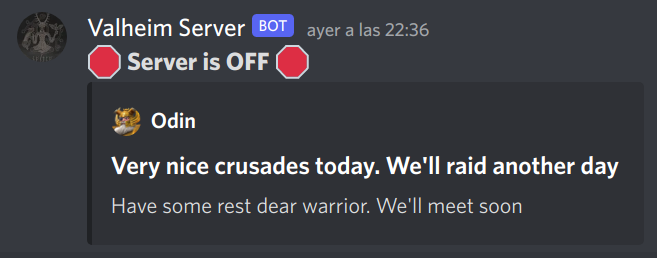 Valheim Server BOT ayer a las 22:36
Server is OFF
Odin
Very nice crusades today. We'll raid another day
Have some rest dear warrior. We'll meet soon